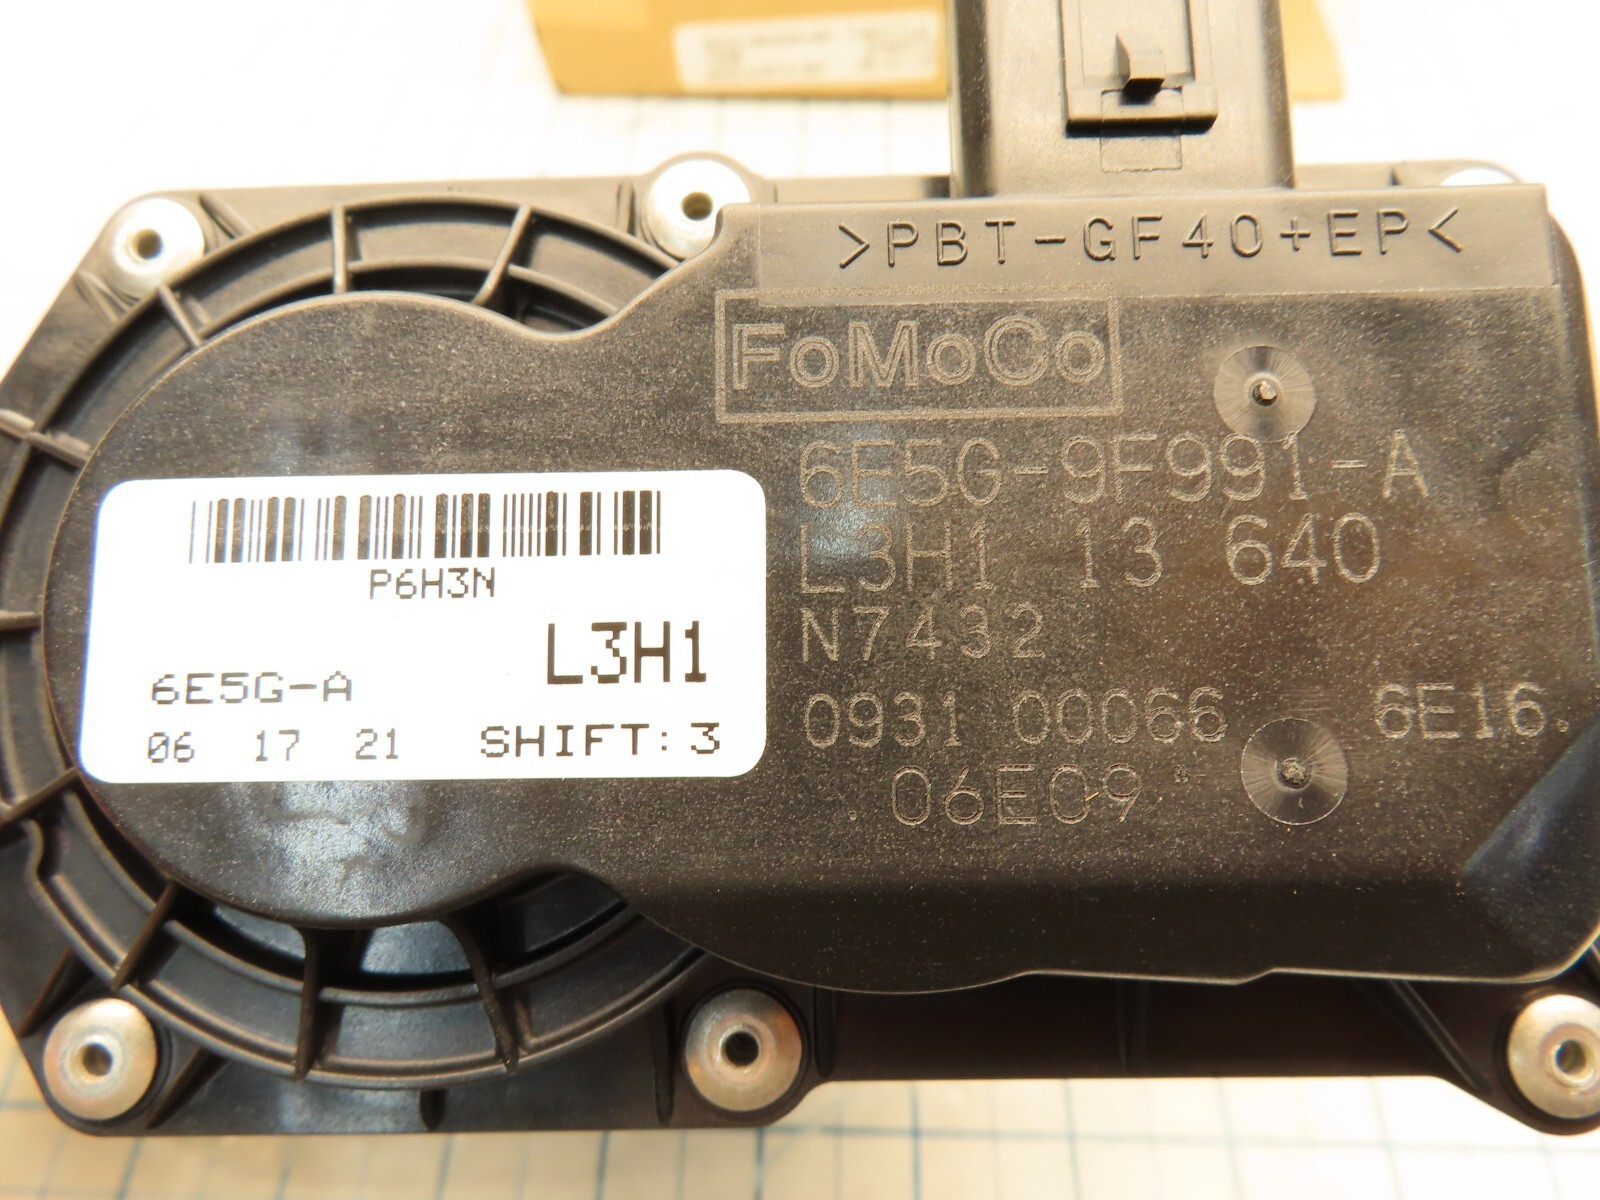 >PBT-GF40+EP<
FoMoCo
6E5G-9F991-A
L3H1 13 640
N7432
0931 00066 6E16.
06E09
P6H3N
L3H1
6E5G-A
06 17 21 SHIFT: 3